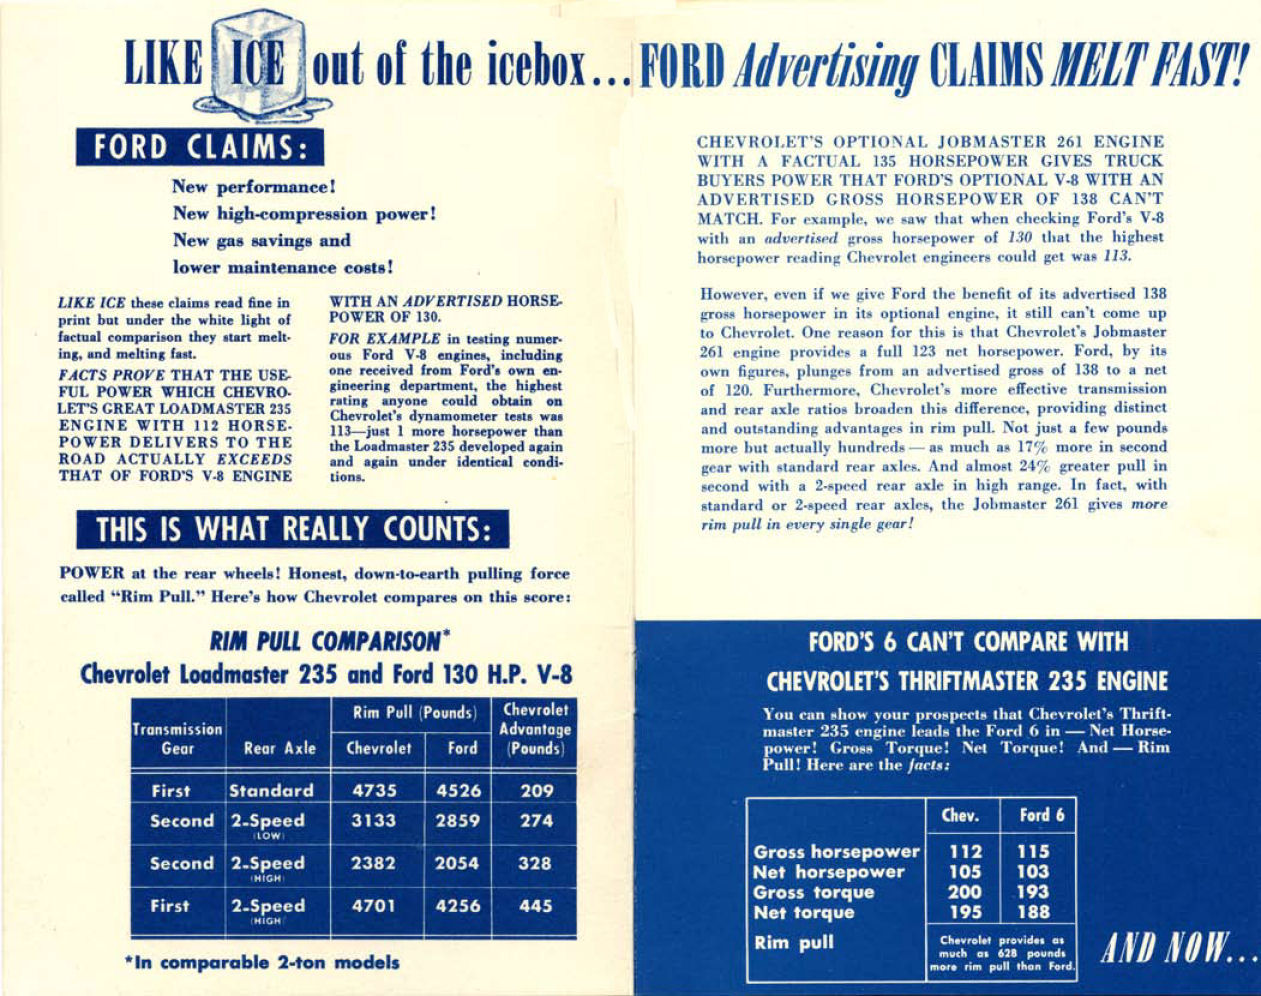 LIKE ICE out of the icebox... FORD Advertising CLAIMS MELT FAST!
FORD CLAIMS:
New performance!
New high-compression power!
New gas savings and
lower maintenance costs!
LIKE ICE these claims read fine in
print but under the white light of
factual comparison they start melt-
ing, and melting fast.
FACTS PROVE THAT THE USE-
FUL POWER WHICH CHEVRO-
LET'S GREAT LOADMASTER 235
ENGINE WITH 112 HORSE-
POWER DELIVERS TO THE
ROAD ACTUALLY EXCEEDS
THAT OF FORD'S V-8 ENGINE
WITH AN ADVERTISED HORSE-
POWER OF 130.
FOR EXAMPLE in testing numer-
ous Ford V-8 engines, including
one received from Ford's own en-
gineering department, the highest
rating anyone could obtain on
Chevrolet's dynamometer tests was
113—just 1 more horsepower than
the Loadmaster 235 developed again
and again under identical condi-
tions.
THIS IS WHAT REALLY COUNTS:
POWER at the rear wheels! Honest, down-to-earth pulling force
called "Rim Pull." Here's how Chevrolet compares on this score:
RIM PULL COMPARISON*
Chevrolet Loadmaster 235 and Ford 130 H.P. V-8
Transmission Gear Rear Axle Rim Pull (Pounds) Chevrolet Advantage (Pounds)
Chevrolet Ford
First Standard 4735 4526 209
Second 2-Speed (LOW) 3133 2859 274
Second 2-Speed (HIGH) 2382 2054 328
First 2-Speed (HIGH) 4701 4256 445
*In comparable 2-ton models
CHEVROLET'S OPTIONAL JOBMASTER 261 ENGINE
WITH A FACTUAL 135 HORSEPOWER GIVES TRUCK
BUYERS POWER THAT FORD'S OPTIONAL V-8 WITH AN
ADVERTISED GROSS HORSEPOWER OF 138 CAN'T
MATCH. For example, we saw that when checking Ford's V-8
with an advertised gross horsepower of 130 that the highest
horsepower reading Chevrolet engineers could get was 113.
However, even if we give Ford the benefit of its advertised 138
gross horsepower in its optional engine, it still can't come up
to Chevrolet. One reason for this is that Chevrolet's Jobmaster
261 engine provides a full 123 net horsepower. Ford, by its
own figures, plunges from an advertised gross of 138 to a net
of 120. Furthermore, Chevrolet's more effective transmission
and rear axle ratios broaden this difference, providing distinct
and outstanding advantages in rim pull. Not just a few pounds
more but actually hundreds — as much as 17% more in second
gear with standard rear axles. And almost 24% greater pull in
second with a 2-speed rear axle in high range. In fact, with
standard or 2-speed rear axles, the Jobmaster 261 gives more
rim pull in every single gear!
FORD'S 6 CAN'T COMPARE WITH
CHEVROLET'S THRIFTMASTER 235 ENGINE
You can show your prospects that Chevrolet's Thrift-
master 235 engine leads the Ford 6 in — Net Horse-
power! Gross Torque! Net Torque! And — Rim
Pull! Here are the facts:
Chev. Ford 6
Gross horsepower 112 115
Net horsepower 105 103
Gross torque 200 193
Net torque 195 188
Rim pull Chevrolet provides as
much as 628 pounds
more rim pull than Ford.
AND NOW...